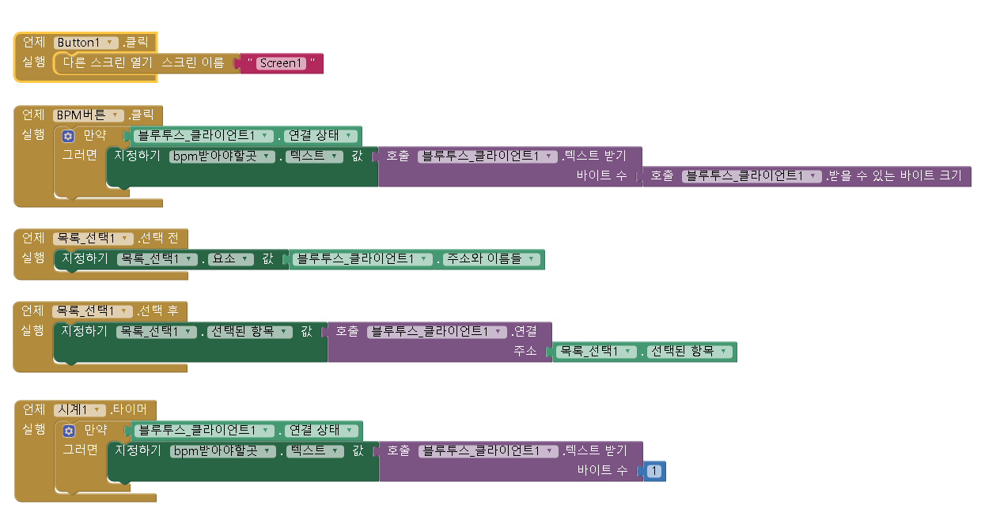 언제 Button1 .클릭
실행 다른 스크린 열기 스크린 이름 " Screen1 "
언제 BPM버튼 .클릭
실행 만약 블루투스_클라이언트1 . 연결 상태
그러면 지정하기 bpm받아야할곳 . 텍스트 값 호출 블루투스_클라이언트1 .텍스트 받기
바이트 수 호출 블루투스_클라이언트1 .받을 수 있는 바이트 크기
언제 목록_선택1 .선택 전
실행 지정하기 목록_선택1 . 요소 값 블루투스_클라이언트1 . 주소와 이름들
언제 목록_선택1 .선택 후
실행 지정하기 목록_선택1 . 선택된 항목 값 호출 블루투스_클라이언트1 .연결
주소 목록_선택1 . 선택된 항목
언제 시계1 .타이머
실행 만약 블루투스_클라이언트1 . 연결 상태
그러면 지정하기 bpm받아야할곳 . 텍스트 값 호출 블루투스_클라이언트1 .텍스트 받기
바이트 수 1